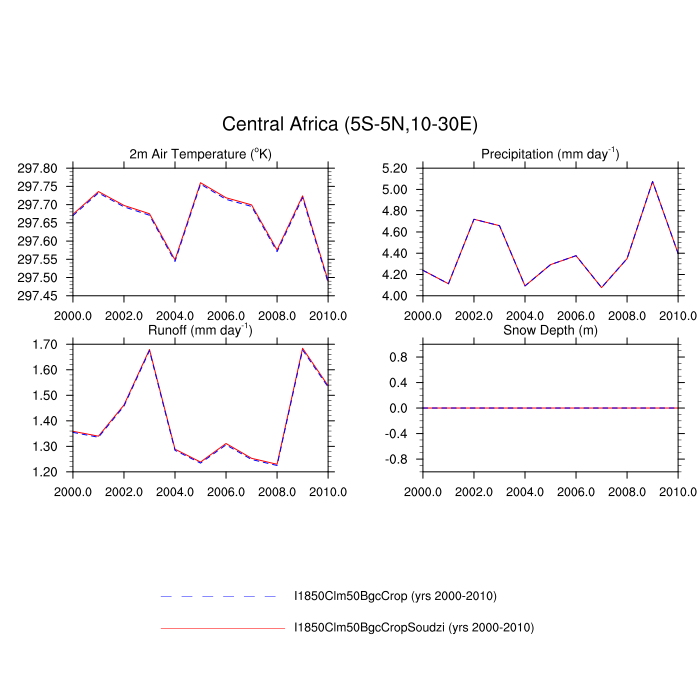 Central Africa (5S-5N,10-30E)
2m Air Temperature (°K)
297.80
297.75
297.70
297.65
297.60
297.55
297.50
297.45
2000.0 2002.0 2004.0 2006.0 2008.0 2010.0
Precipitation (mm day⁻¹)
5.20
5.00
4.80
4.60
4.40
4.20
4.00
2000.0 2002.0 2004.0 2006.0 2008.0 2010.0
Runoff (mm day⁻¹)
1.70
1.60
1.50
1.40
1.30
1.20
2000.0 2002.0 2004.0 2006.0 2008.0 2010.0
Snow Depth (m)
0.8
0.4
0.0
-0.4
-0.8
2000.0 2002.0 2004.0 2006.0 2008.0 2010.0
I1850Clm50BgcCrop (yrs 2000-2010)
I1850Clm50BgcCropSoudzi (yrs 2000-2010)